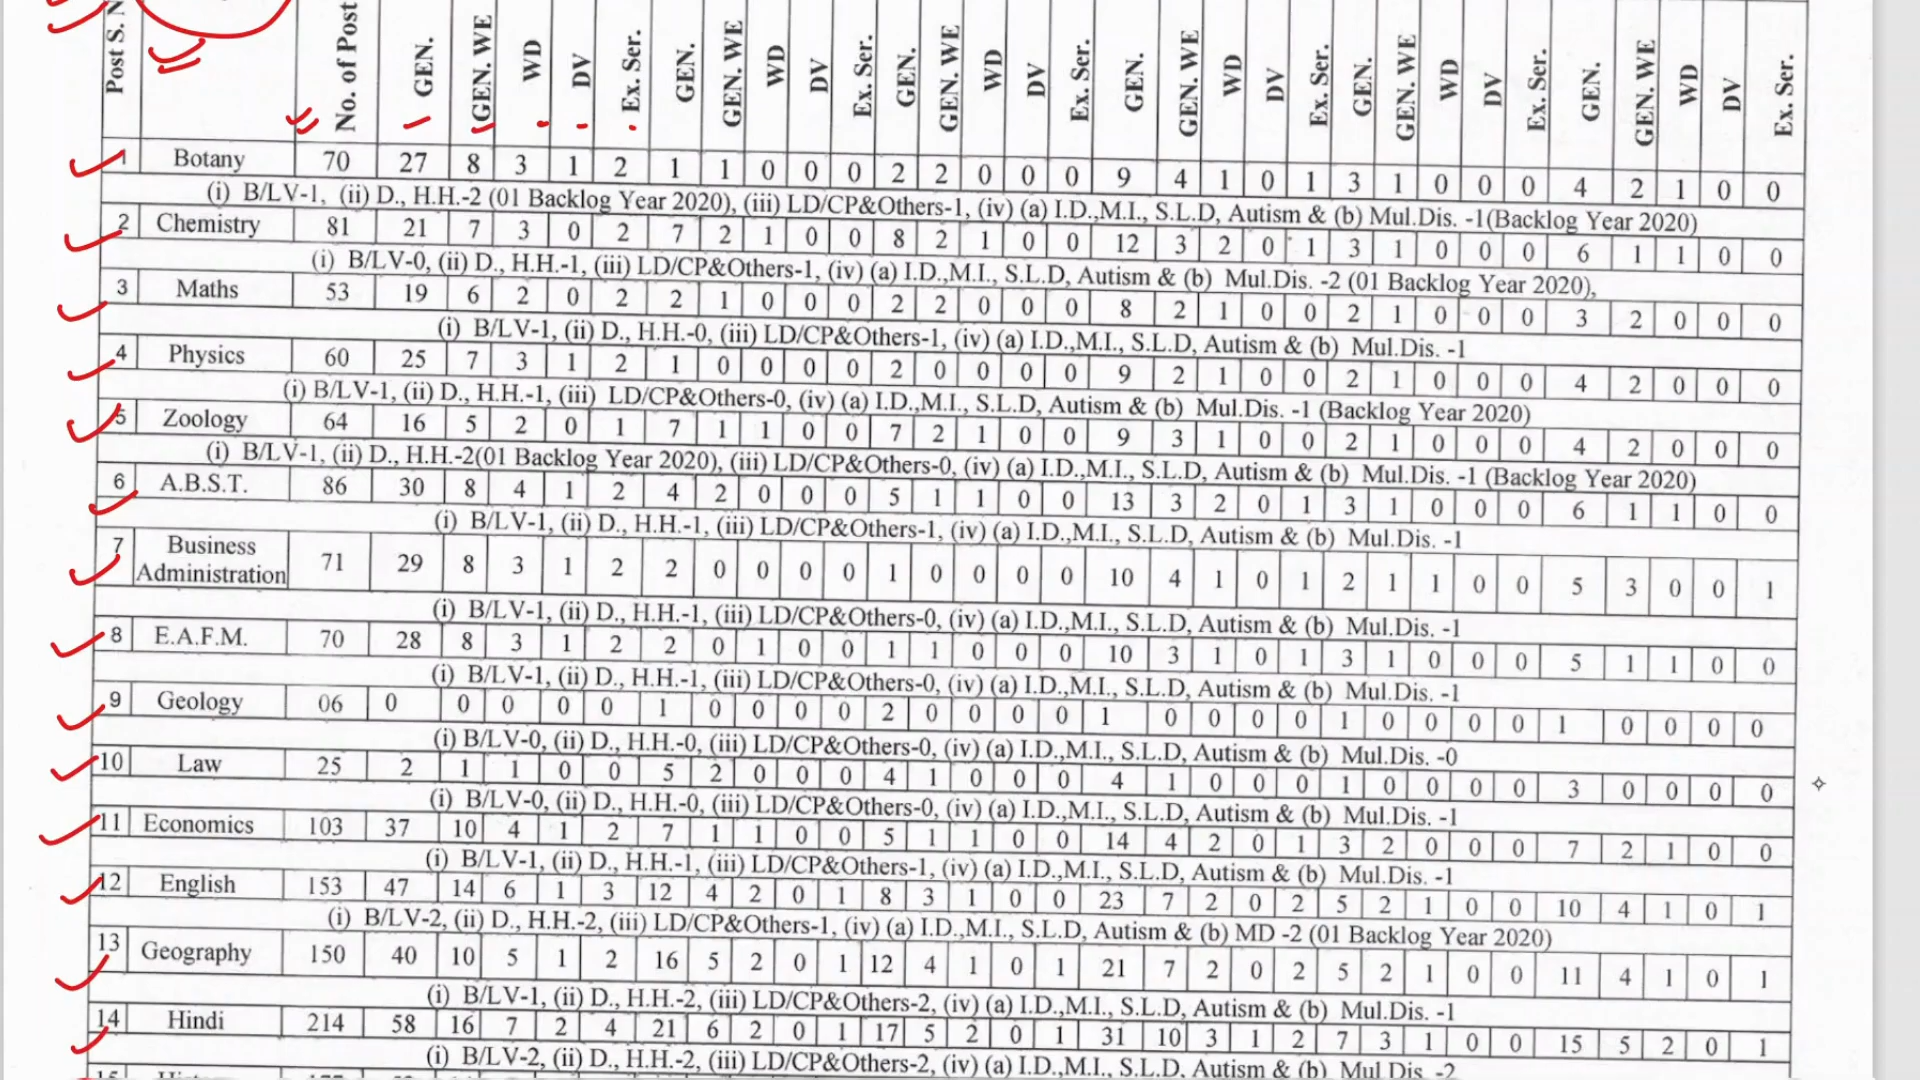 Post S. N No. of Post GEN. GEN. WE WD DV Ex. Ser. GEN. GEN. WE WD DV Ex. Ser. GEN. GEN. WE WD DV Ex. Ser. GEN. GEN. WE WD DV Ex. Ser. GEN. GEN. WE WD DV Ex. Ser. GEN. GEN. WE WD DV Ex. Ser.
1 Botany 70 27 8 3 1 2 1 1 0 0 0 2 2 0 0 0 9 4 1 0 1 3 1 0 0 0 4 2 1 0 0
(i) B/LV-1, (ii) D., H.H.-2 (01 Backlog Year 2020), (iii) LD/CP&Others-1, (iv) (a) I.D.,M.I., S.L.D, Autism & (b) Mul.Dis. -1(Backlog Year 2020)
2 Chemistry 81 21 7 3 0 2 7 2 1 0 0 8 2 1 0 0 12 3 2 0 1 3 1 0 0 0 6 1 1 0 0
(i) B/LV-0, (ii) D., H.H.-1, (iii) LD/CP&Others-1, (iv) (a) I.D.,M.I., S.L.D, Autism & (b) Mul.Dis. -2 (01 Backlog Year 2020),
3 Maths 53 19 6 2 0 2 2 1 0 0 0 2 2 0 0 0 8 2 1 0 0 2 1 0 0 0 3 2 0 0 0
(i) B/LV-1, (ii) D., H.H.-0, (iii) LD/CP&Others-1, (iv) (a) I.D.,M.I., S.L.D, Autism & (b) Mul.Dis. -1
4 Physics 60 25 7 3 1 2 1 0 0 0 0 2 0 0 0 0 9 2 1 0 0 2 1 0 0 0 4 2 0 0 0
(i) B/LV-1, (ii) D., H.H.-1, (iii) LD/CP&Others-0, (iv) (a) I.D.,M.I., S.L.D, Autism & (b) Mul.Dis. -1 (Backlog Year 2020)
5 Zoology 64 16 5 2 0 1 7 1 1 0 0 7 2 1 0 0 9 3 1 0 0 2 1 0 0 0 4 2 0 0 0
(i) B/LV-1, (ii) D., H.H.-2(01 Backlog Year 2020), (iii) LD/CP&Others-0, (iv) (a) I.D.,M.I., S.L.D, Autism & (b) Mul.Dis. -1 (Backlog Year 2020)
6 A.B.S.T. 86 30 8 4 1 2 4 2 0 0 0 5 1 1 0 0 13 3 2 0 1 3 1 0 0 0 6 1 1 0 0
(i) B/LV-1, (ii) D., H.H.-1, (iii) LD/CP&Others-1, (iv) (a) I.D.,M.I., S.L.D, Autism & (b) Mul.Dis. -1
7 Business Administration 71 29 8 3 1 2 2 0 0 0 0 1 0 0 0 0 10 4 1 0 1 2 1 1 0 0 5 3 0 0 1
(i) B/LV-1, (ii) D., H.H.-1, (iii) LD/CP&Others-0, (iv) (a) I.D.,M.I., S.L.D, Autism & (b) Mul.Dis. -1
8 E.A.F.M. 70 28 8 3 1 2 2 0 1 0 0 1 1 0 0 0 10 3 1 0 1 3 1 0 0 0 5 1 1 0 0
(i) B/LV-1, (ii) D., H.H.-1, (iii) LD/CP&Others-0, (iv) (a) I.D.,M.I., S.L.D, Autism & (b) Mul.Dis. -1
9 Geology 06 0 0 0 0 0 1 0 0 0 0 2 0 0 0 0 1 0 0 0 0 1 0 0 0 0 1 0 0 0 0
(i) B/LV-0, (ii) D., H.H.-0, (iii) LD/CP&Others-0, (iv) (a) I.D.,M.I., S.L.D, Autism & (b) Mul.Dis. -0
10 Law 25 2 1 1 0 0 5 2 0 0 0 4 1 0 0 0 4 1 0 0 0 1 0 0 0 0 3 0 0 0 0
(i) B/LV-0, (ii) D., H.H.-0, (iii) LD/CP&Others-0, (iv) (a) I.D.,M.I., S.L.D, Autism & (b) Mul.Dis. -1
11 Economics 103 37 10 4 1 2 7 1 1 0 0 5 1 1 0 0 14 4 2 0 1 3 2 0 0 0 7 2 1 0 0
(i) B/LV-1, (ii) D., H.H.-1, (iii) LD/CP&Others-1, (iv) (a) I.D.,M.I., S.L.D, Autism & (b) Mul.Dis. -1
12 English 153 47 14 6 1 3 12 4 2 0 1 8 3 1 0 0 23 7 2 0 2 5 2 1 0 0 10 4 1 0 1
(i) B/LV-2, (ii) D., H.H.-2, (iii) LD/CP&Others-1, (iv) (a) I.D.,M.I., S.L.D, Autism & (b) MD -2 (01 Backlog Year 2020)
13 Geography 150 40 10 5 1 2 16 5 2 0 1 12 4 1 0 1 21 7 2 0 2 5 2 1 0 0 11 4 1 0 1
(i) B/LV-1, (ii) D., H.H.-2, (iii) LD/CP&Others-2, (iv) (a) I.D.,M.I., S.L.D, Autism & (b) Mul.Dis. -1
14 Hindi 214 58 16 7 2 4 21 6 2 0 1 17 5 2 0 1 31 10 3 1 2 7 3 1 0 0 15 5 2 0 1
(i) B/LV-2, (ii) D., H.H.-2, (iii) LD/CP&Others-2, (iv) (a) I.D.,M.I., S.L.D, Autism & (b) Mul.Dis. -2